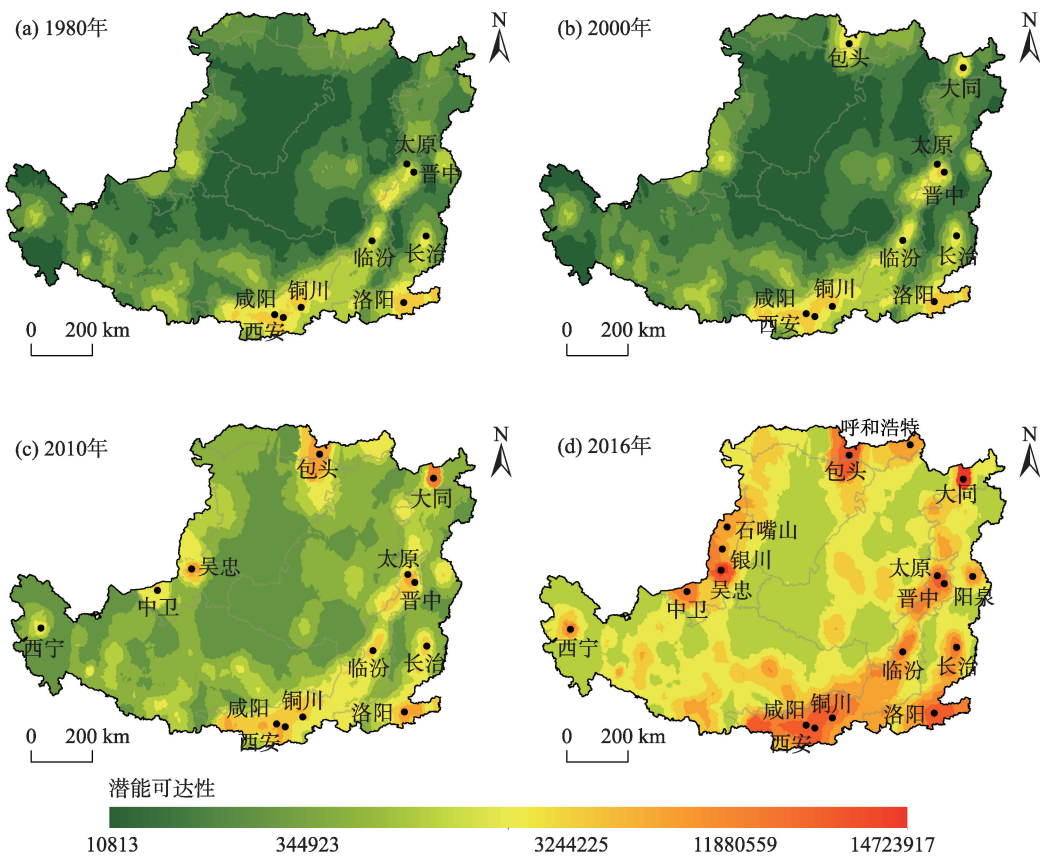 (a) 1980年
N
太原
晋中
临汾
长治
咸阳
铜川
西安
洛阳
0 200 km
(b) 2000年
N
包头
大同
太原
晋中
临汾
长治
咸阳
铜川
西安
洛阳
0 200 km
(c) 2010年
N
包头
大同
吴忠
中卫
西宁
太原
晋中
临汾
长治
咸阳
铜川
西安
洛阳
0 200 km
(d) 2016年
N
呼和浩特
包头
大同
石嘴山
银川
吴忠
中卫
西宁
太原
晋中
阳泉
临汾
长治
咸阳
铜川
西安
洛阳
0 200 km
潜能可达性
10813 344923 3244225 11880559 14723917